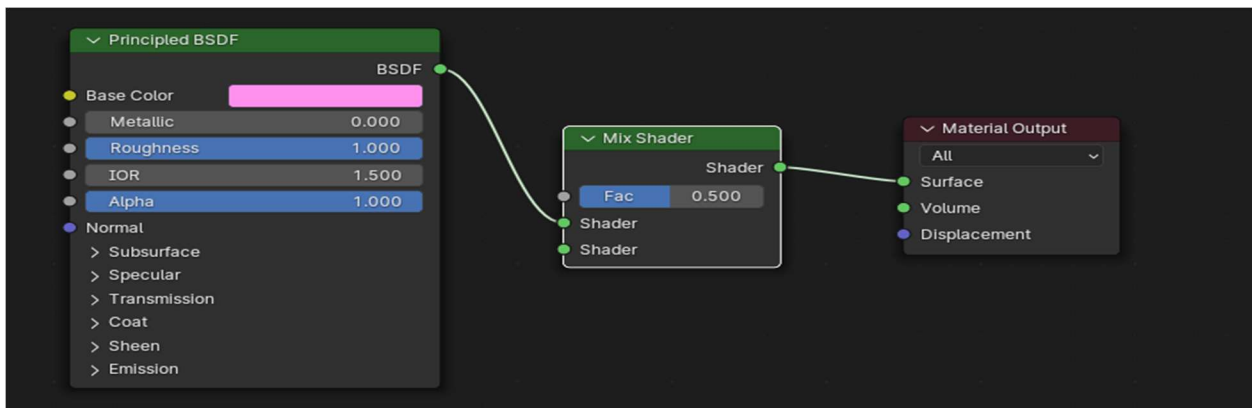 Principled BSDF
BSDF
Base Color
Metallic 0.000
Roughness 1.000
IOR 1.500
Alpha 1.000
Normal
Subsurface
Specular
Transmission
Coat
Sheen
Emission
Mix Shader
Shader
Fac 0.500
Shader
Shader
Material Output
All
Surface
Volume
Displacement